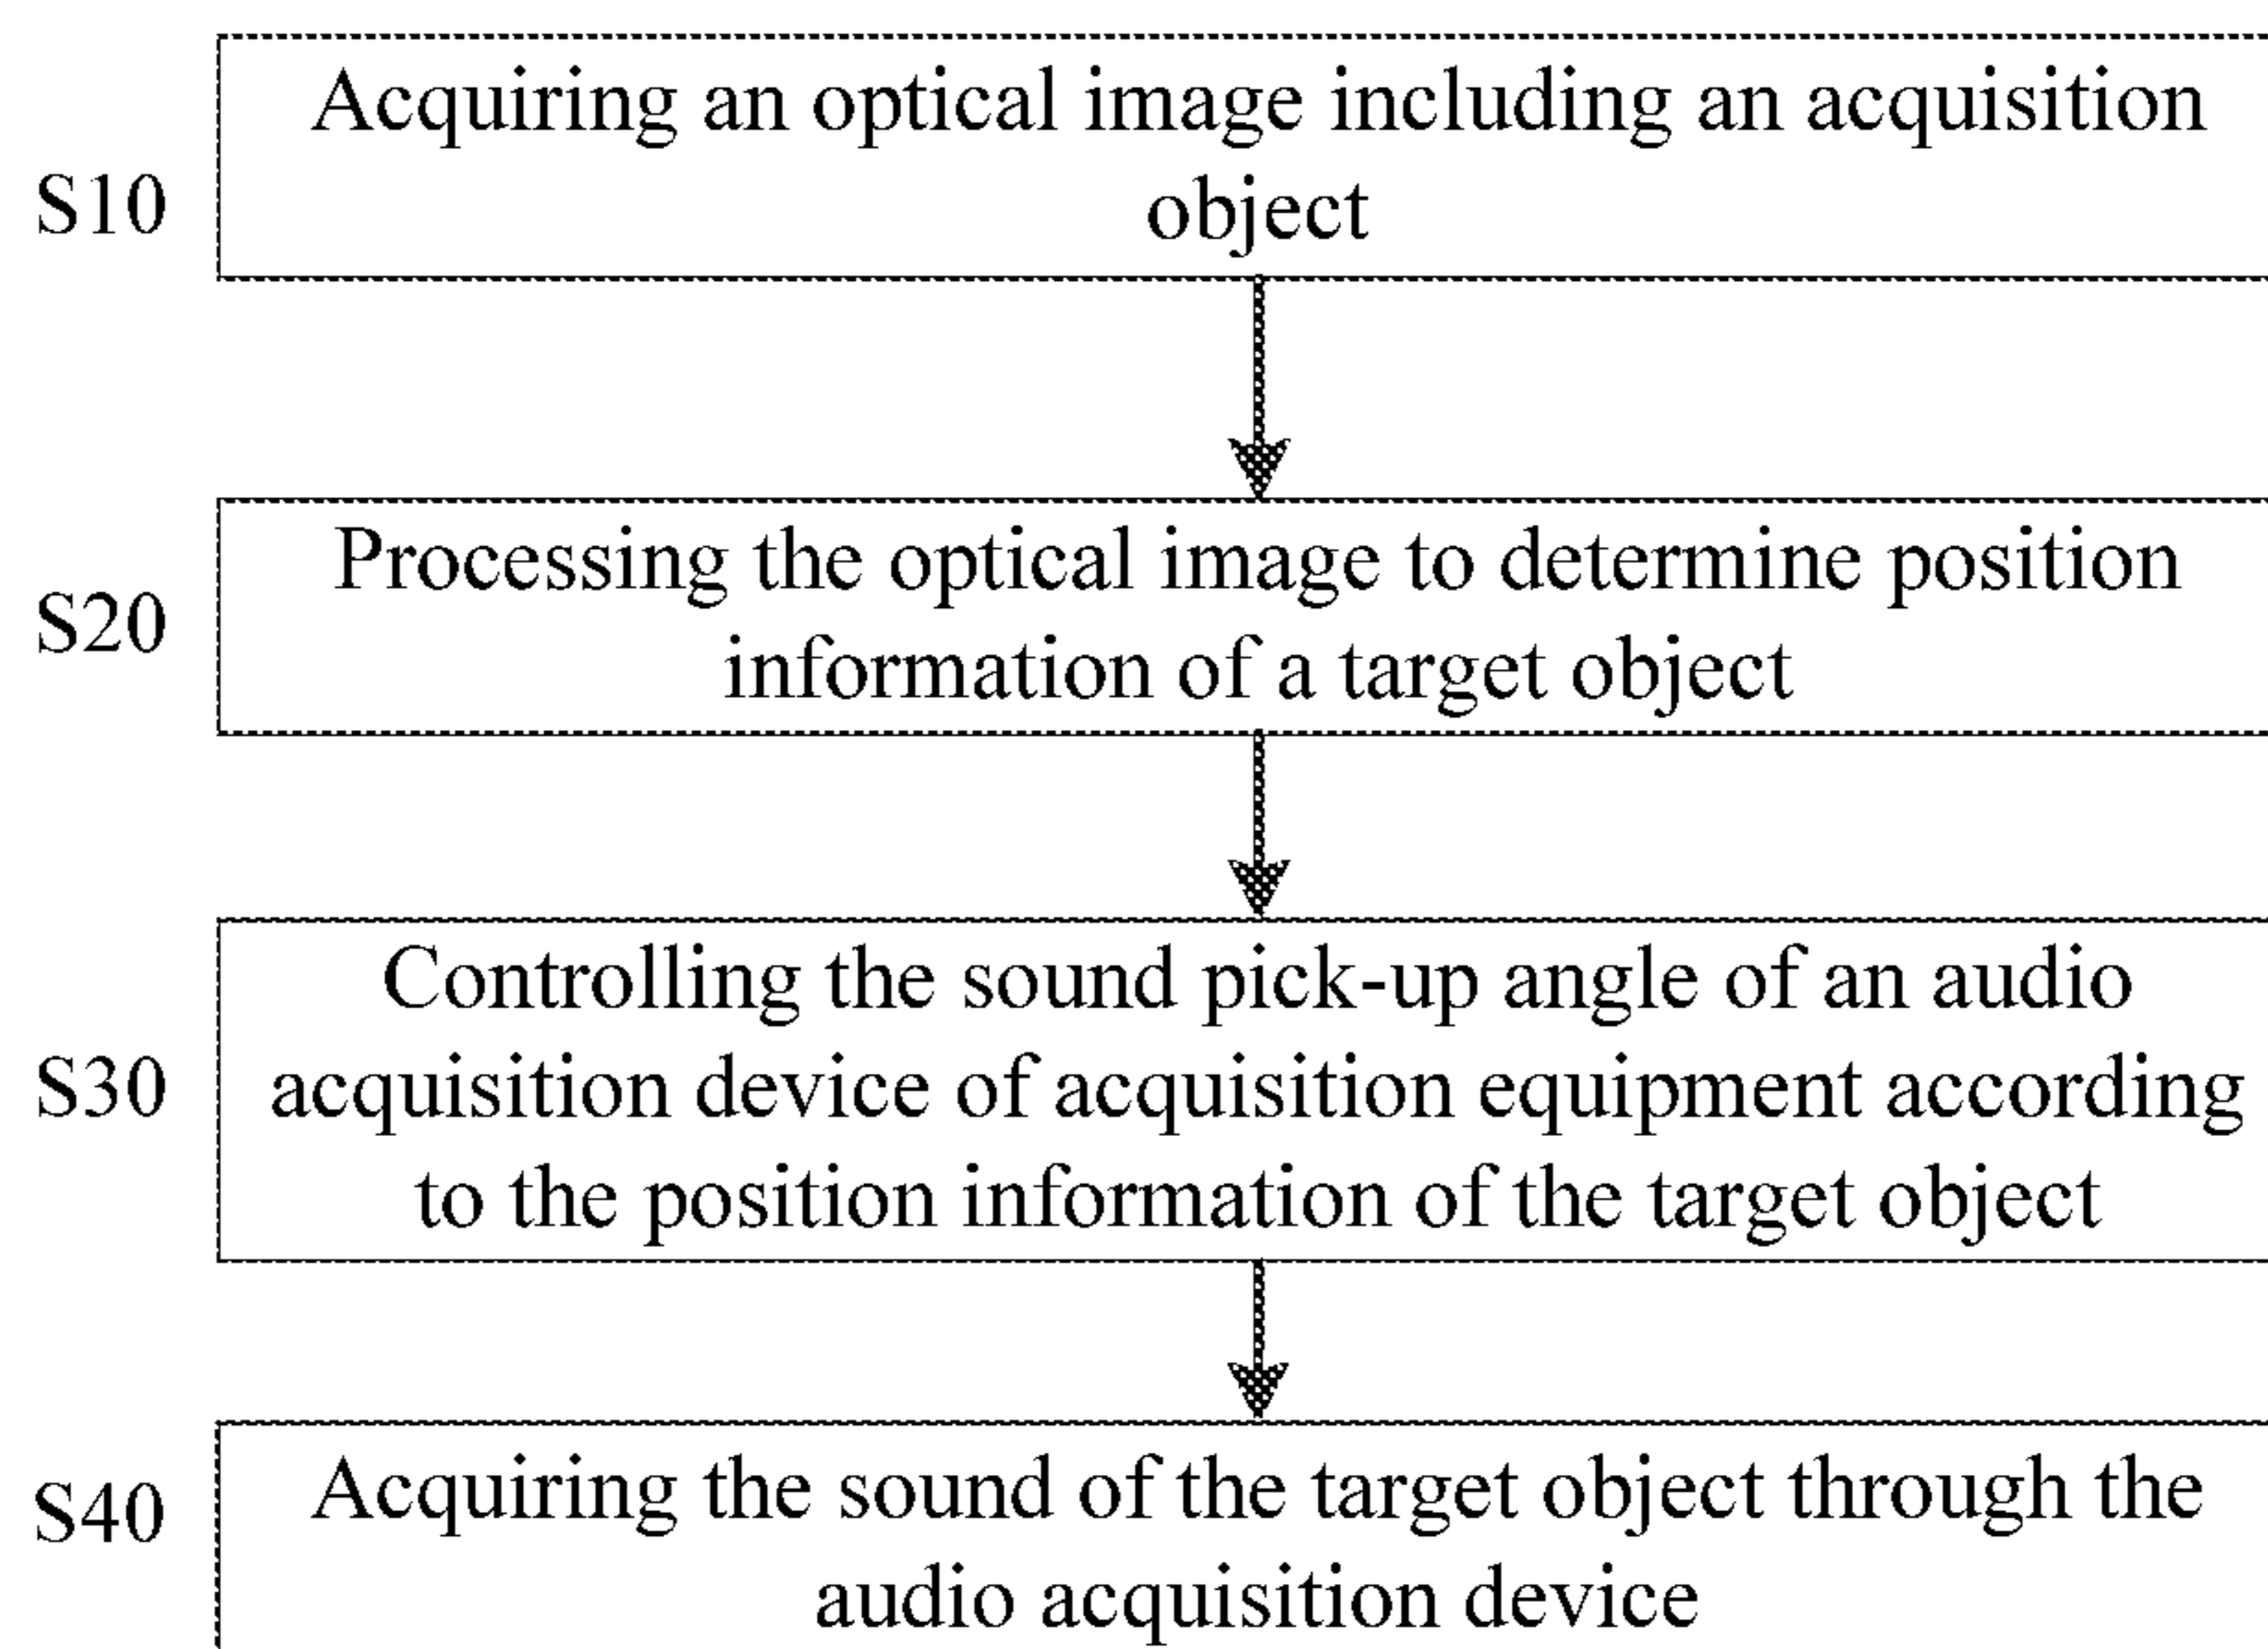 Acquiring an optical image including an acquisition
object
S10
Processing the optical image to determine position
information of a target object
S20
Controlling the sound pick-up angle of an audio
acquisition device of acquisition equipment according
to the position information of the target object
S30
Acquiring the sound of the target object through the
audio acquisition device
S40